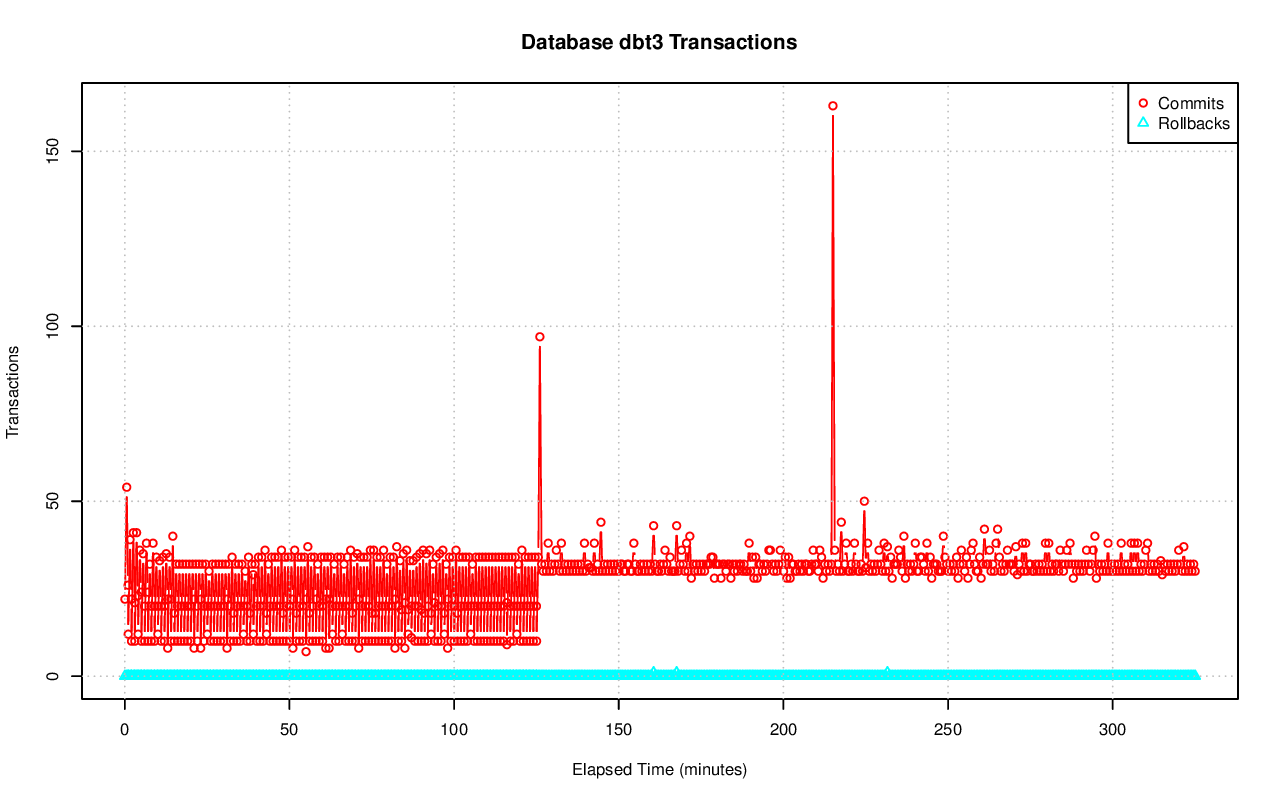 Database dbt3 Transactions
Commits
Rollbacks
Transactions
150
100
50
0
0 50 100 150 200 250 300
Elapsed Time (minutes)